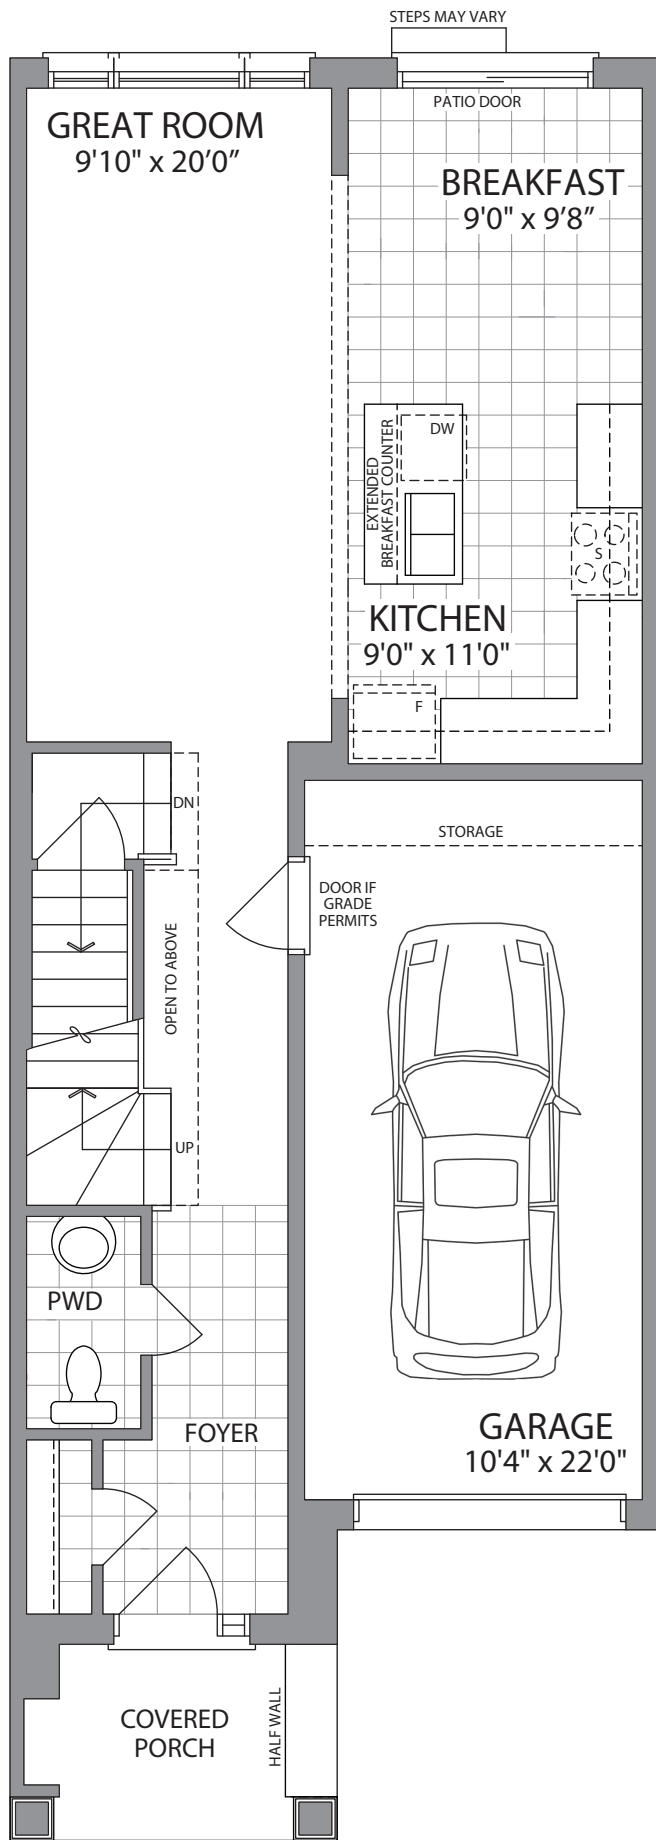 STEPS MAY VARY
PATIO DOOR
GREAT ROOM
9'10" x 20'0”
BREAKFAST
9'0" x 9'8”
DW
EXTENDED
BREAKFAST COUNTER
S
KITCHEN
9'0" x 11'0"
F
DN
STORAGE
DOOR IF
GRADE
PERMITS
OPEN TO ABOVE
UP
PWD
FOYER
GARAGE
10'4" x 22'0"
COVERED
PORCH
HALF WALL